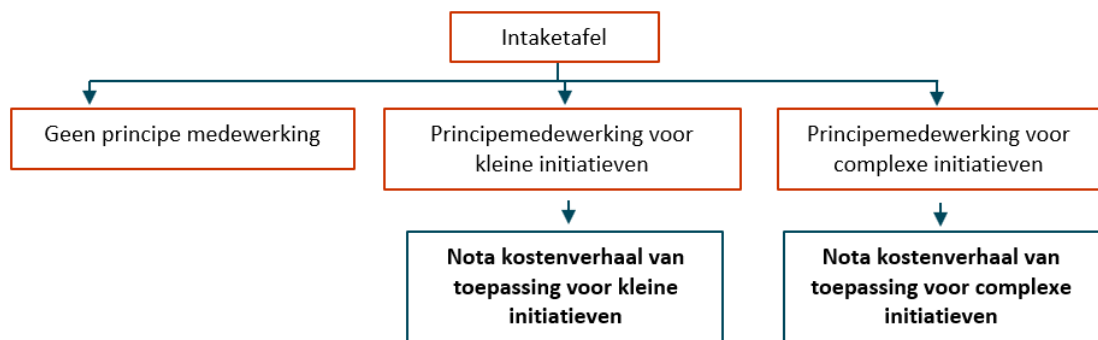 Intaketafel
Geen principe medewerking
Principemedewerking voor
kleine initiatieven
Principemedewerking voor
complexe initiatieven
Nota kostenverhaal van
toepassing voor kleine
initiatieven
Nota kostenverhaal van
toepassing voor complexe
initiatieven